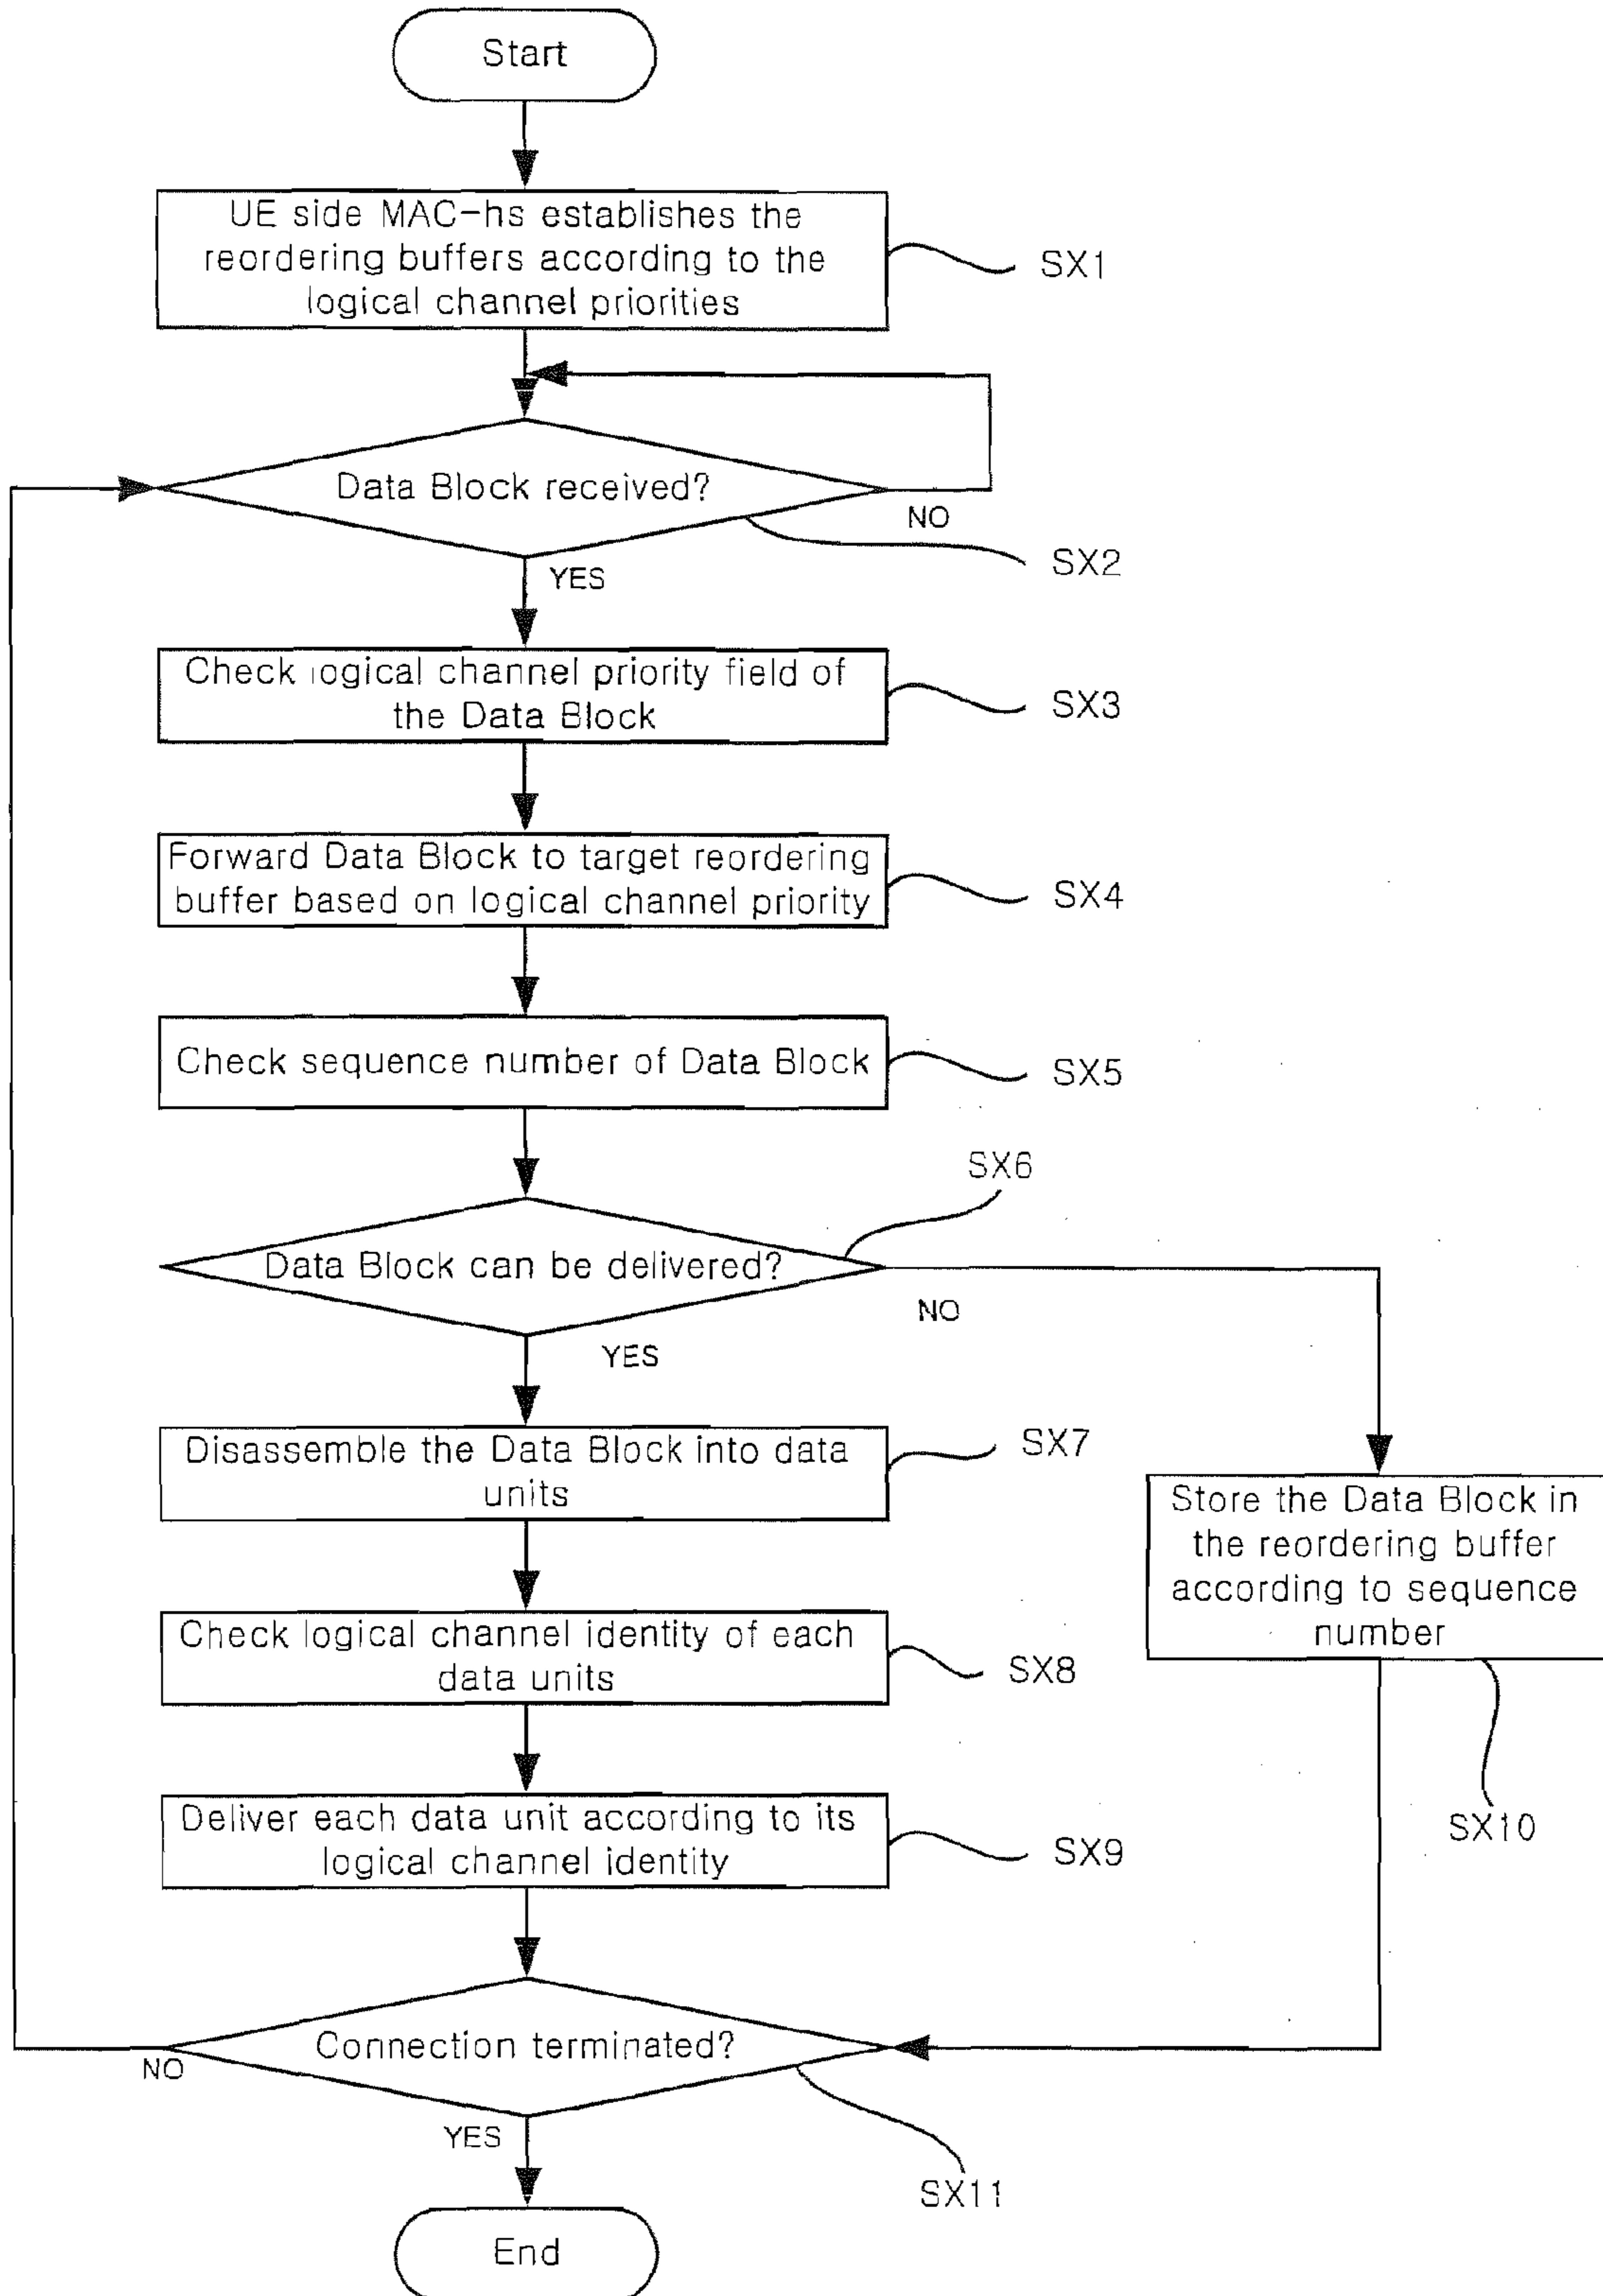 Start
UE side MAC-hs establishes the
reordering buffers according to the
logical channel priorities
SX1
Data Block received?
NO
SX2
YES
Check logical channel priority field of
the Data Block
SX3
Forward Data Block to target reordering
buffer based on logical channel priority
SX4
Check sequence number of Data Block
SX5
SX6
Data Block can be delivered?
NO
YES
Disassemble the Data Block into data
units
SX7
Store the Data Block in
the reordering buffer
according to sequence
number
SX10
Check logical channel identity of each
data units
SX8
Deliver each data unit according to its
logical channel identity
SX9
Connection terminated?
NO
YES
SX11
End